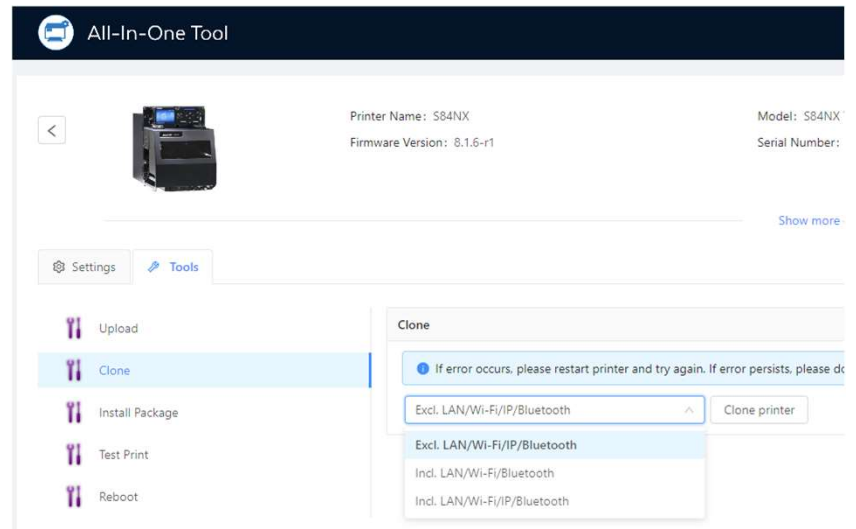 All-In-One Tool
Printer Name: S84NX
Model: S84NX
Firmware Version: 8.1.6-r1
Serial Number:
Show more
Settings
Tools
Upload
Clone
Install Package
Test Print
Reboot
Clone
If error occurs, please restart printer and try again. If error persists, please do
Excl. LAN/Wi-Fi/IP/Bluetooth
Clone printer
Excl. LAN/Wi-Fi/IP/Bluetooth
Incl. LAN/Wi-Fi/Bluetooth
Incl. LAN/Wi-Fi/IP/Bluetooth